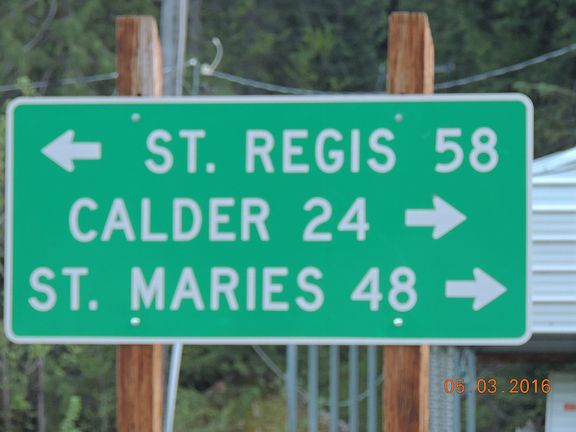 ST. REGIS 58
CALDER 24
ST. MARIES 48
05.03.2016